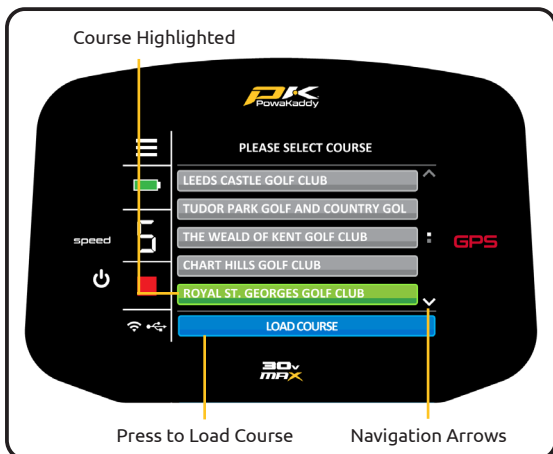 Course Highlighted
PK
PowaKaddy
PLEASE SELECT COURSE
LEEDS CASTLE GOLF CLUB
TUDOR PARK GOLF AND COUNTRY GOL
speed
5
THE WEALD OF KENT GOLF CLUB
GPS
CHART HILLS GOLF CLUB
ROYAL ST. GEORGES GOLF CLUB
LOAD COURSE
30v
MAX
Press to Load Course
Navigation Arrows